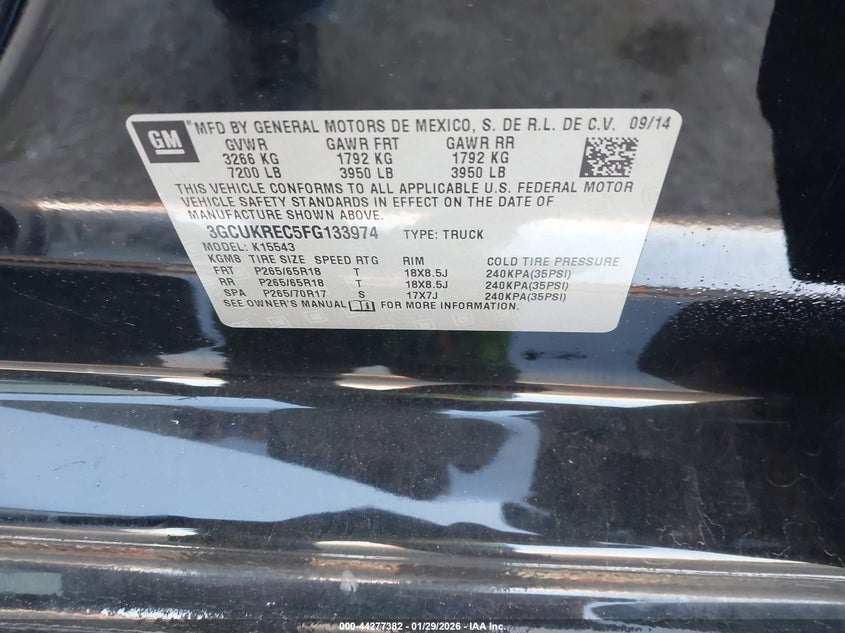 GM
MFD BY GENERAL MOTORS DE MEXICO, S. DE R.L. DE C.V. 09/14
GVWR GAWR FRT GAWR RR
3266 KG 1792 KG 1792 KG
7200 LB 3950 LB 3950 LB
THIS VEHICLE CONFORMS TO ALL APPLICABLE U.S. FEDERAL MOTOR
VEHICLE SAFETY STANDARDS IN EFFECT ON THE DATE OF
MANUFACTURE SHOWN ABOVE.
3GCUKREC5FG133974 TYPE: TRUCK
MODEL: K15543
KGM8 TIRE SIZE SPEED RTG RIM COLD TIRE PRESSURE
FRT P265/65R18 T 18X8.5J 240KPA(35PSI)
RR P265/65R18 T 18X8.5J 240KPA(35PSI)
SPA P265/70R17 S 17X7J 240KPA(35PSI)
SEE OWNER'S MANUAL FOR MORE INFORMATION.
000-44277382 - 01/29/2026 - IAA Inc.